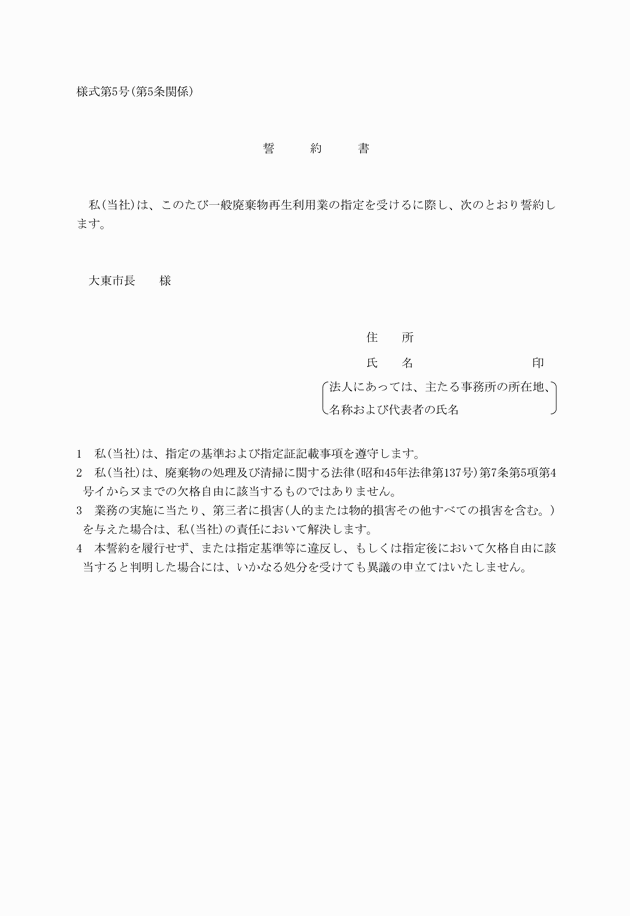 様式第5号(第5条関係)
誓　約　書
私(当社)は、このたび一般廃棄物再生利用業の指定を受けるに際し、次のとおり誓約し
ます。
大東市長　様
住　所
氏　名　印
法人にあっては、主たる事務所の所在地、
名称および代表者の氏名
1　私(当社)は、指定の基準および指定証記載事項を遵守します。
2　私(当社)は、廃棄物の処理及び清掃に関する法律(昭和45年法律第137号)第7条第5項第4
号イからヌまでの欠格自由に該当するものではありません。
3　業務の実施に当たり、第三者に損害(人的または物的損害その他すべての損害を含む。)
を与えた場合は、私(当社)の責任において解決します。
4　本誓約を履行せず、または指定基準等に違反し、もしくは指定後において欠格自由に該
当すると判明した場合には、いかなる処分を受けても異議の申立てはいたしません。